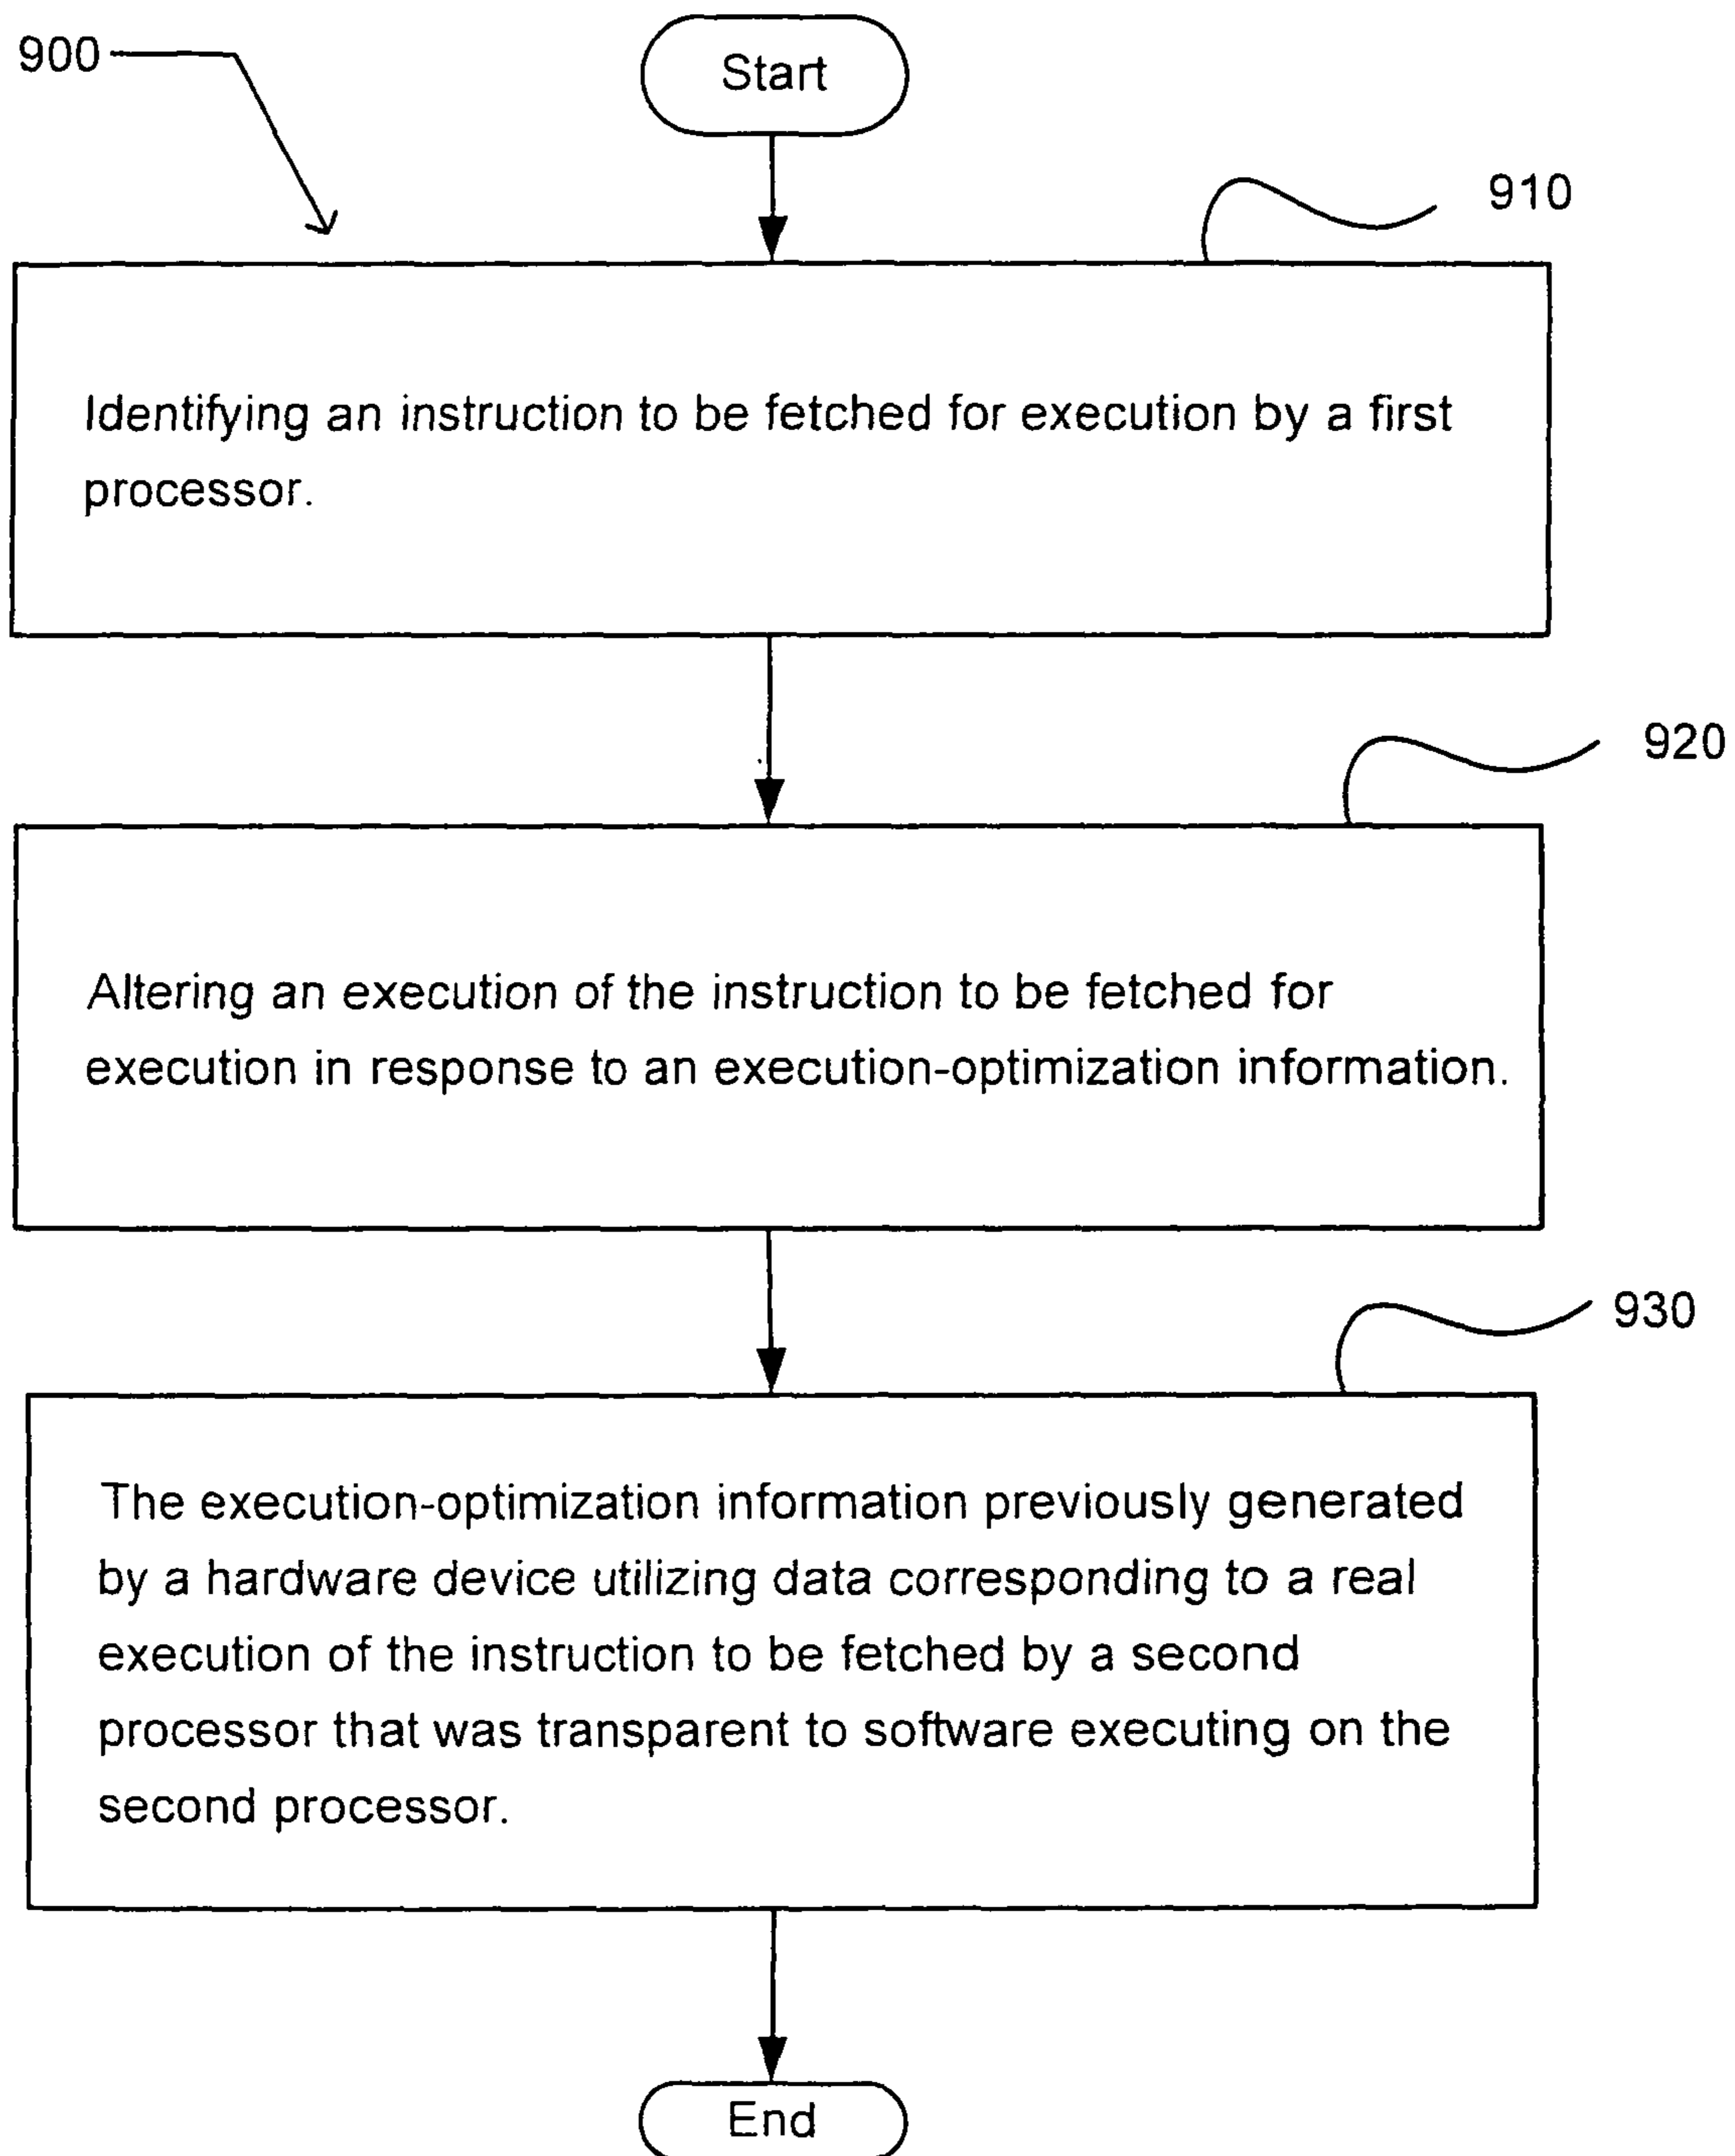 900
Start
910
Identifying an instruction to be fetched for execution by a first
processor.
920
Altering an execution of the instruction to be fetched for
execution in response to an execution-optimization information.
930
The execution-optimization information previously generated
by a hardware device utilizing data corresponding to a real
execution of the instruction to be fetched by a second
processor that was transparent to software executing on the
second processor.
End